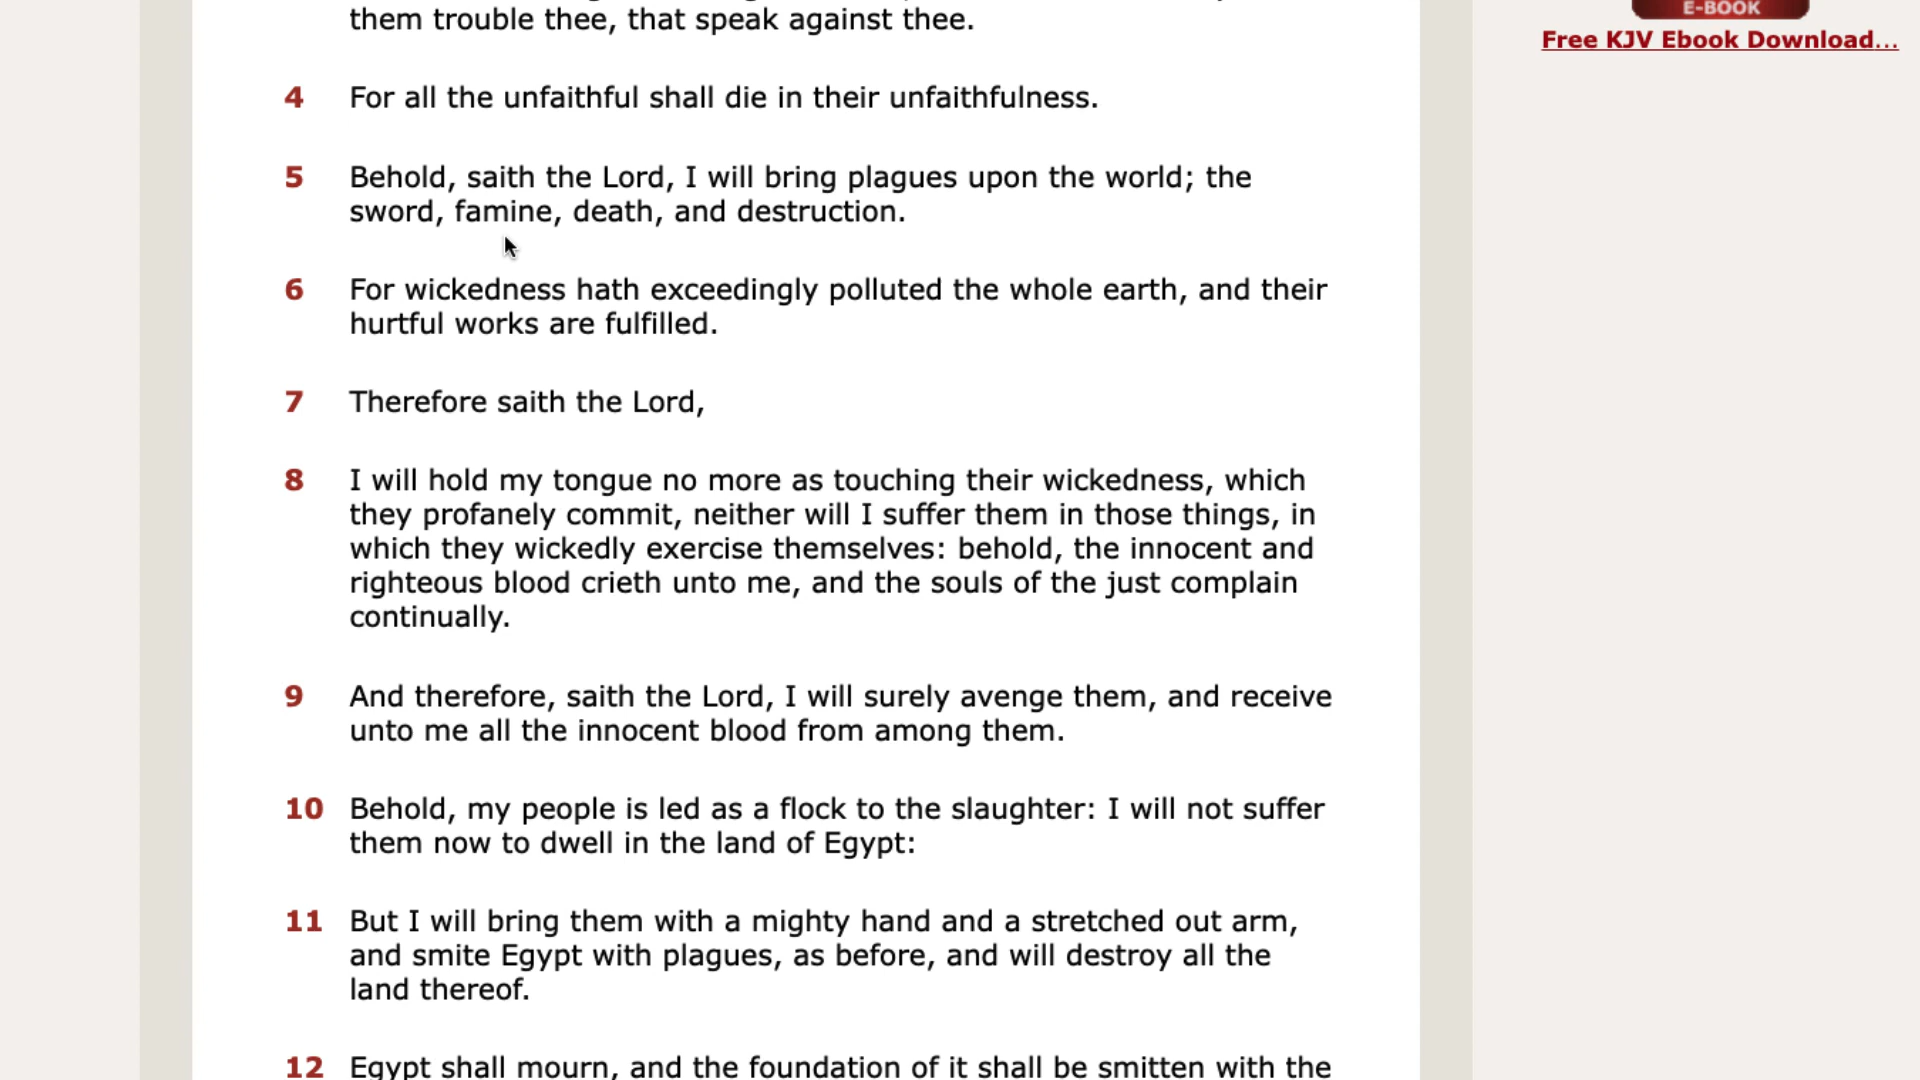 E-BOOK
Free KJV Ebook Download...
them trouble thee, that speak against thee.
4 For all the unfaithful shall die in their unfaithfulness.
5 Behold, saith the Lord, I will bring plagues upon the world; the
sword, famine, death, and destruction.
6 For wickedness hath exceedingly polluted the whole earth, and their
hurtful works are fulfilled.
7 Therefore saith the Lord,
8 I will hold my tongue no more as touching their wickedness, which
they profanely commit, neither will I suffer them in those things, in
which they wickedly exercise themselves: behold, the innocent and
righteous blood crieth unto me, and the souls of the just complain
continually.
9 And therefore, saith the Lord, I will surely avenge them, and receive
unto me all the innocent blood from among them.
10 Behold, my people is led as a flock to the slaughter: I will not suffer
them now to dwell in the land of Egypt:
11 But I will bring them with a mighty hand and a stretched out arm,
and smite Egypt with plagues, as before, and will destroy all the
land thereof.
12 Egypt shall mourn, and the foundation of it shall be smitten with the